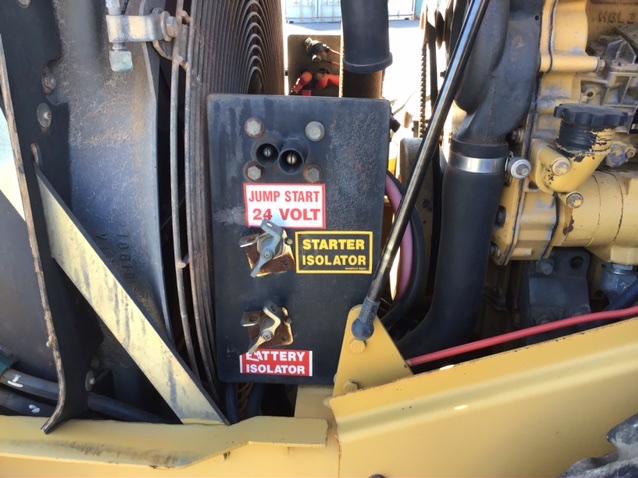 JUMP START
24 VOLT
STARTER
ISOLATOR
BATTERY
ISOLATOR